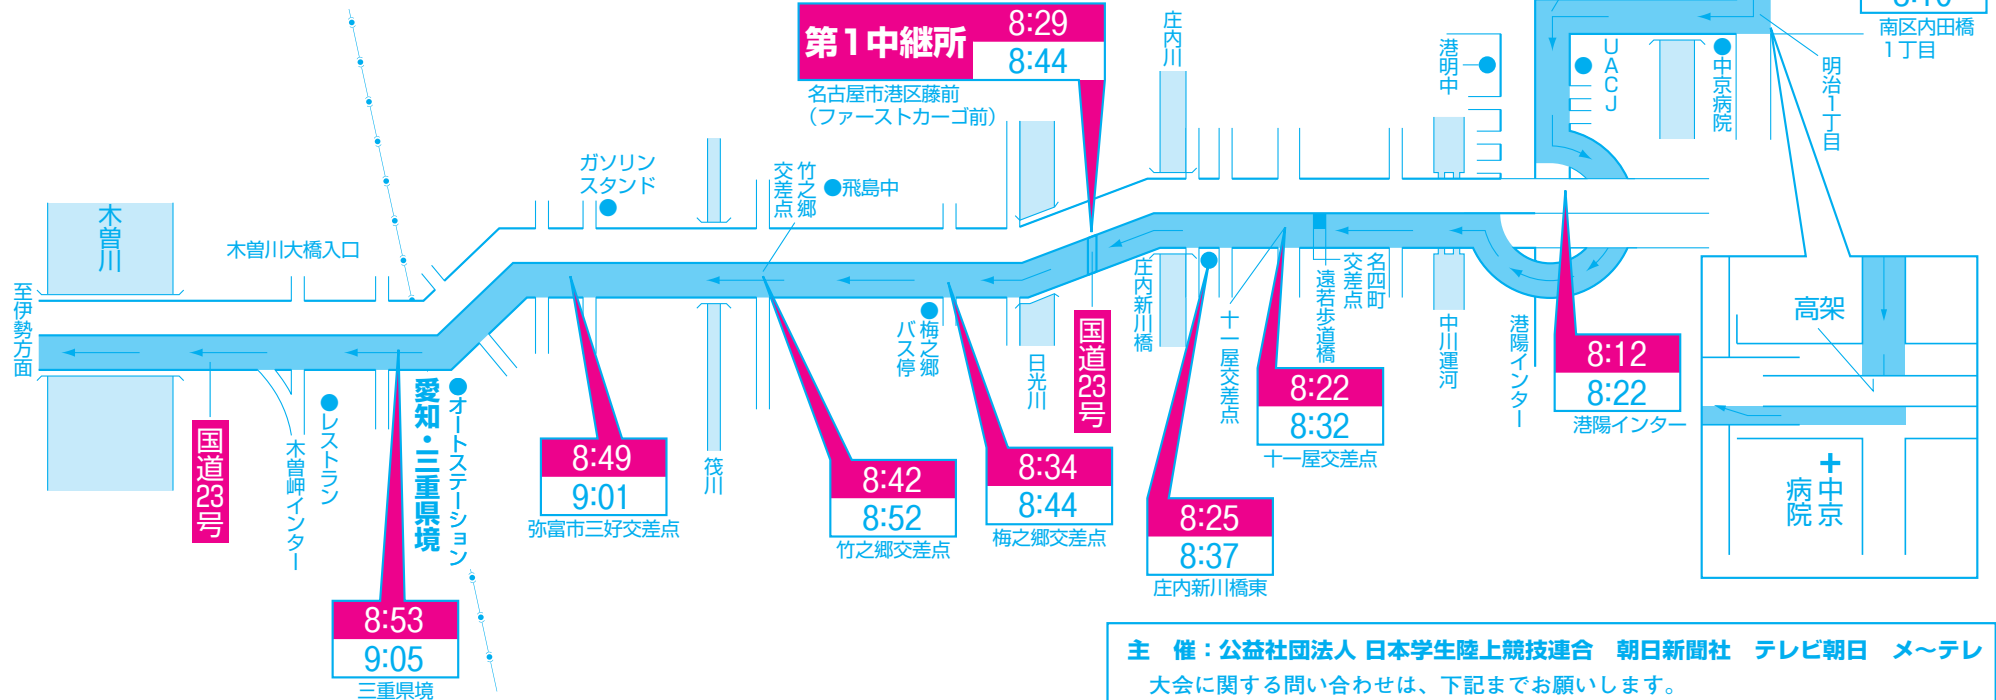 第1中継所
8:29
8:44
名古屋市港区藤前
（ファーストカーゴ前）
庄内川
港明中
UACJ
中京病院
明治1丁目
南区内田橋
1丁目
ガソリン
スタンド
竹之郷
交差点
飛島中
木曽川
木曽川大橋入口
至伊勢方面
国道23号
木曽岬インター
レストラン
愛知・三重県境
オートステーション
8:53
9:05
三重県境
8:49
9:01
弥富市三好交差点
筏川
8:42
8:52
竹之郷交差点
梅之郷
バス停
8:34
8:44
梅之郷交差点
日光川
国道23号
庄内新川橋
8:25
8:37
庄内新川橋東
十一屋交差点
8:22
8:32
十一屋交差点
遠若歩道橋
名四町
交差点
中川運河
港陽インター
8:12
8:22
港陽インター
高架
中京
病院
主　催：公益社団法人 日本学生陸上競技連合　朝日新聞社　テレビ朝日　メ〜テレ
大会に関する問い合わせは、下記までお願いします。